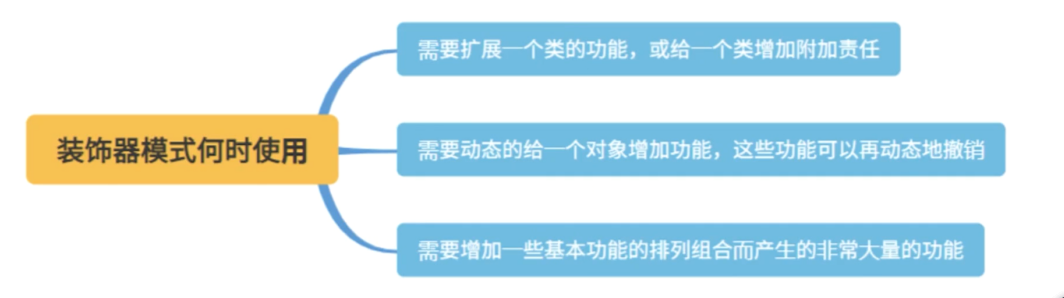 装饰器模式何时使用
需要扩展一个类的功能，或给一个类增加附加责任
需要动态的给一个对象增加功能，这些功能可以再动态地撤销
需要增加一些基本功能的排列组合而产生的非常大量的功能